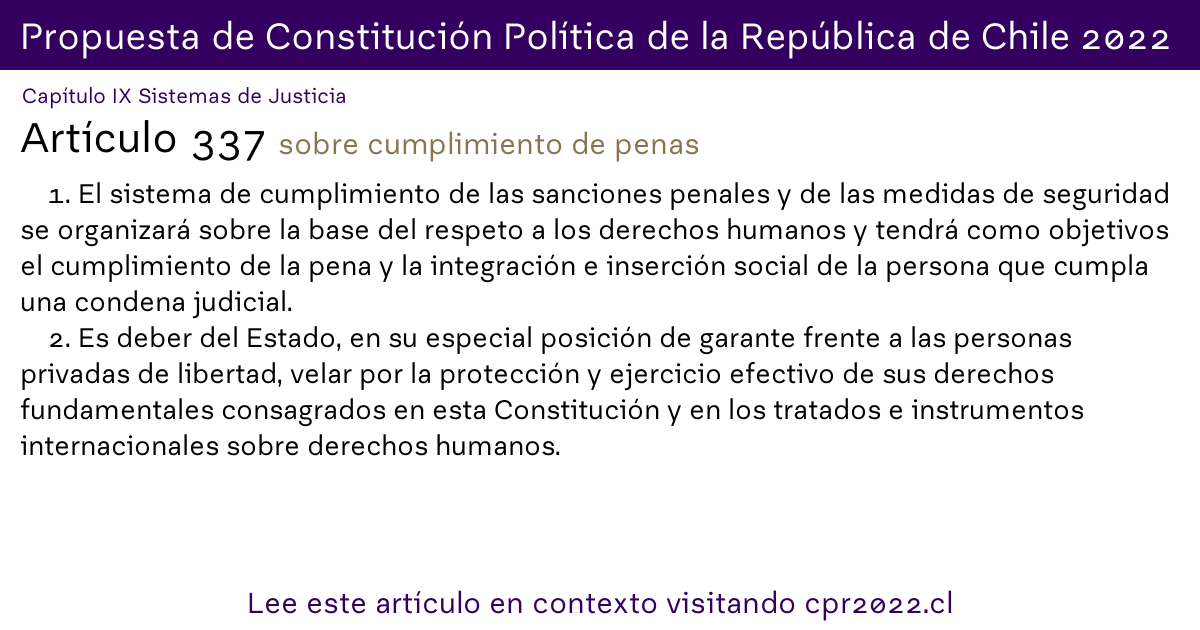 Propuesta de Constitución Política de la República de Chile 2022
Capítulo IX Sistemas de Justicia
Artículo 337 sobre cumplimiento de penas
1. El sistema de cumplimiento de las sanciones penales y de las medidas de seguridad
se organizará sobre la base del respeto a los derechos humanos y tendrá como objetivos
el cumplimiento de la pena y la integración e inserción social de la persona que cumpla
una condena judicial.
2. Es deber del Estado, en su especial posición de garante frente a las personas
privadas de libertad, velar por la protección y ejercicio efectivo de sus derechos
fundamentales consagrados en esta Constitución y en los tratados e instrumentos
internacionales sobre derechos humanos.
Lee este artículo en contexto visitando cpr2022.cl